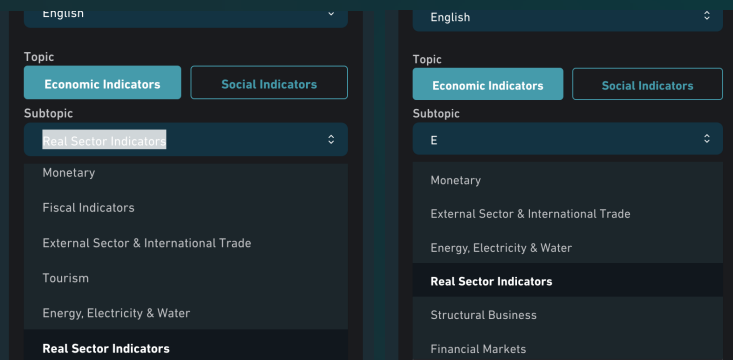 English
Topic
Economic Indicators
Social Indicators
Subtopic
Real Sector Indicators
Monetary
Fiscal Indicators
External Sector & International Trade
Tourism
Energy, Electricity & Water
Real Sector Indicators
English
Topic
Economic Indicators
Social Indicators
Subtopic
E
Monetary
External Sector & International Trade
Energy, Electricity & Water
Real Sector Indicators
Structural Business
Financial Markets